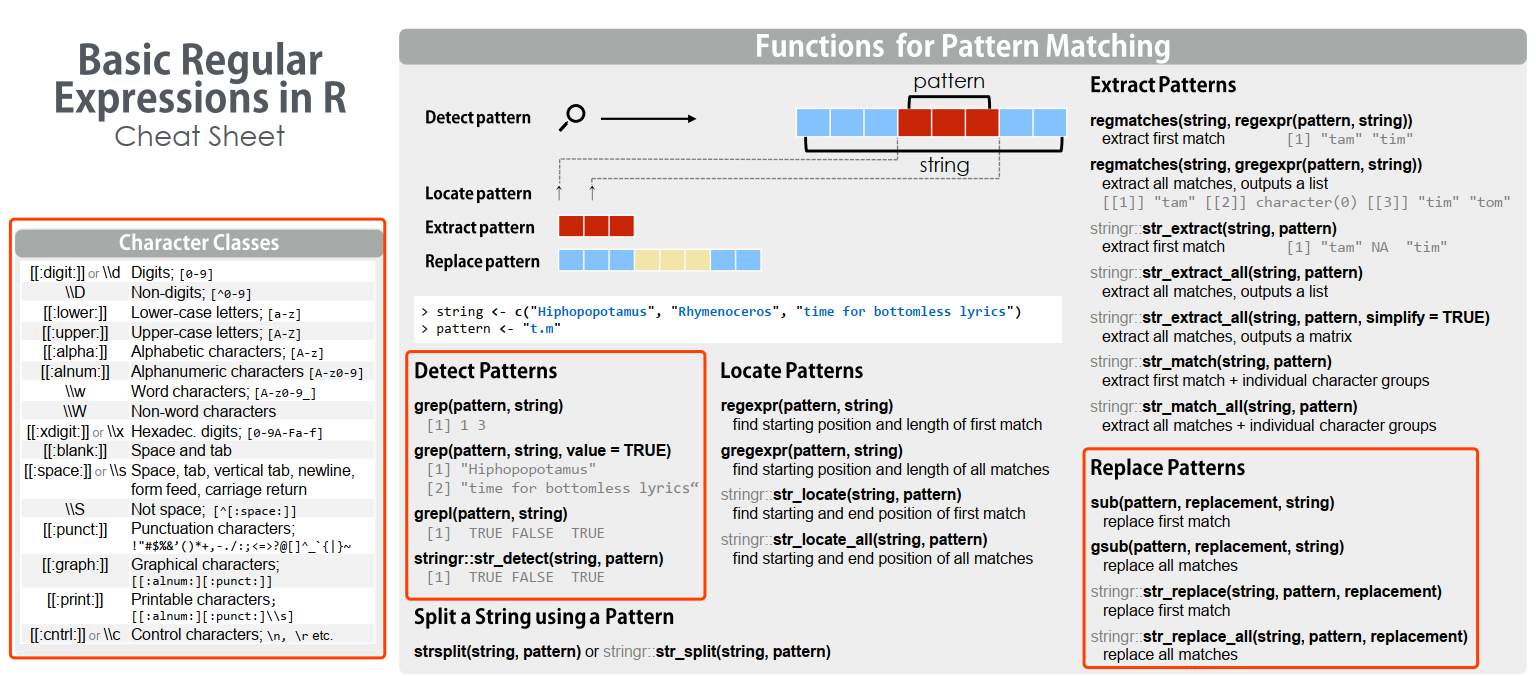 Basic Regular
Expressions in R
Cheat Sheet
Character Classes
[[:digit:]] or \\d Digits; [0-9]
\\D Non-digits; [^0-9]
[[:lower:]] Lower-case letters; [a-z]
[[:upper:]] Upper-case letters; [A-Z]
[[:alpha:]] Alphabetic characters; [A-z]
[[:alnum:]] Alphanumeric characters [A-z0-9]
\\w Word characters; [A-z0-9_]
\\W Non-word characters
[[:xdigit:]] or \\x Hexadec. digits; [0-9A-Fa-f]
[[:blank:]] Space and tab
[[:space:]] or \\s Space, tab, vertical tab, newline,
form feed, carriage return
\\S Not space; [^[:space:]]
[[:punct:]] Punctuation characters;
!"#$%&’()*+,-./:;<=>?@[]^_`{|}~
[[:graph:]] Graphical characters;
[[:alnum:][:punct:]]
[[:print:]] Printable characters;
[[:alnum:][:punct:]\\s]
[[:cntrl:]] or \\c Control characters; \n, \r etc.
Functions for Pattern Matching
Detect pattern
pattern
string
Locate pattern
Extract pattern
Replace pattern
> string <- c("Hiphopopotamus", "Rhymenoceros", "time for bottomless lyrics")
> pattern <- "t.m"
Detect Patterns
grep(pattern, string)
[1] 1 3
grep(pattern, string, value = TRUE)
[1] "Hiphopopotamus"
[2] "time for bottomless lyrics“
grepl(pattern, string)
[1] TRUE FALSE TRUE
stringr::str_detect(string, pattern)
[1] TRUE FALSE TRUE
Split a String using a Pattern
strsplit(string, pattern) or stringr::str_split(string, pattern)
Locate Patterns
regexpr(pattern, string)
find starting position and length of first match
gregexpr(pattern, string)
find starting position and length of all matches
stringr::str_locate(string, pattern)
find starting and end position of first match
stringr::str_locate_all(string, pattern)
find starting and end position of all matches
Extract Patterns
regmatches(string, regexpr(pattern, string))
extract first match [1] "tam" "tim"
regmatches(string, gregexpr(pattern, string))
extract all matches, outputs a list
[[1]] "tam" [[2]] character(0) [[3]] "tim" "tom"
stringr::str_extract(string, pattern)
extract first match [1] "tam" NA "tim"
stringr::str_extract_all(string, pattern)
extract all matches, outputs a list
stringr::str_extract_all(string, pattern, simplify = TRUE)
extract all matches, outputs a matrix
stringr::str_match(string, pattern)
extract first match + individual character groups
stringr::str_match_all(string, pattern)
extract all matches + individual character groups
Replace Patterns
sub(pattern, replacement, string)
replace first match
gsub(pattern, replacement, string)
replace all matches
stringr::str_replace(string, pattern, replacement)
replace first match
stringr::str_replace_all(string, pattern, replacement)
replace all matches